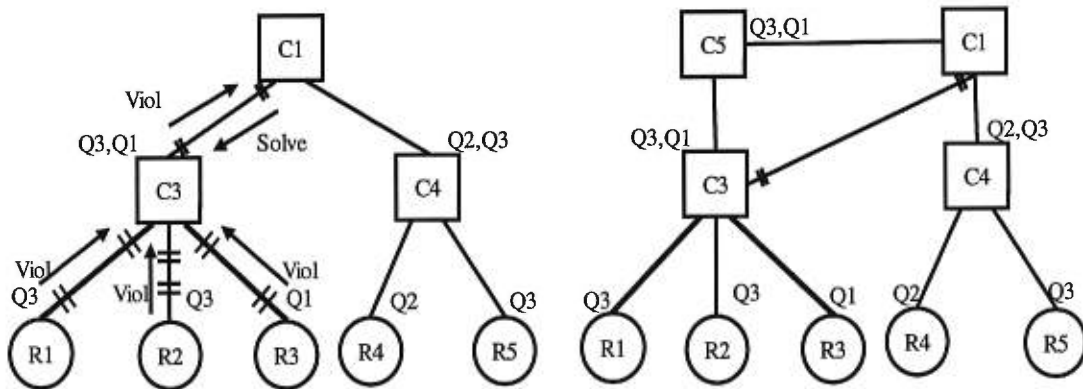 C1
Viol
Solve
Q3,Q1
Q2,Q3
C3
C4
Viol
Viol
Viol
Q3
Q3
Q1
Q2
Q3
R1
R2
R3
R4
R5
C5
Q3,Q1
C1
Q3,Q1
Q2,Q3
C3
C4
Q3
Q3
Q1
Q2
Q3
R1
R2
R3
R4
R5